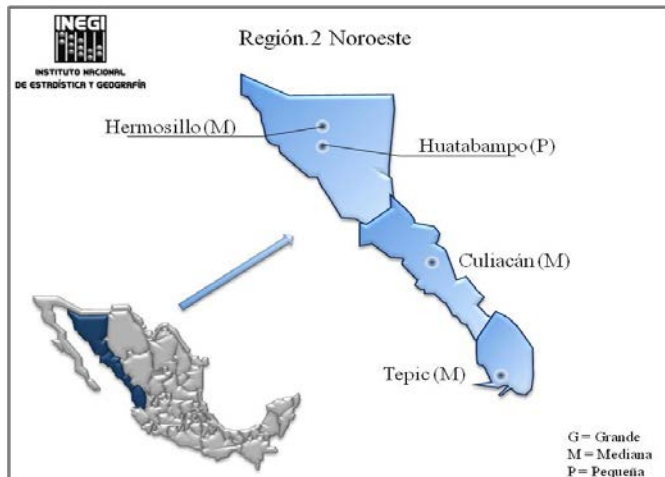 INEGI
INSTITUTO NACIONAL
DE ESTADÍSTICA Y GEOGRAFÍA
Región.2 Noroeste
Hermosillo (M)
Huatabampo (P)
Culiacán (M)
Tepic (M)
G = Grande
M = Mediana
P = Pequeña